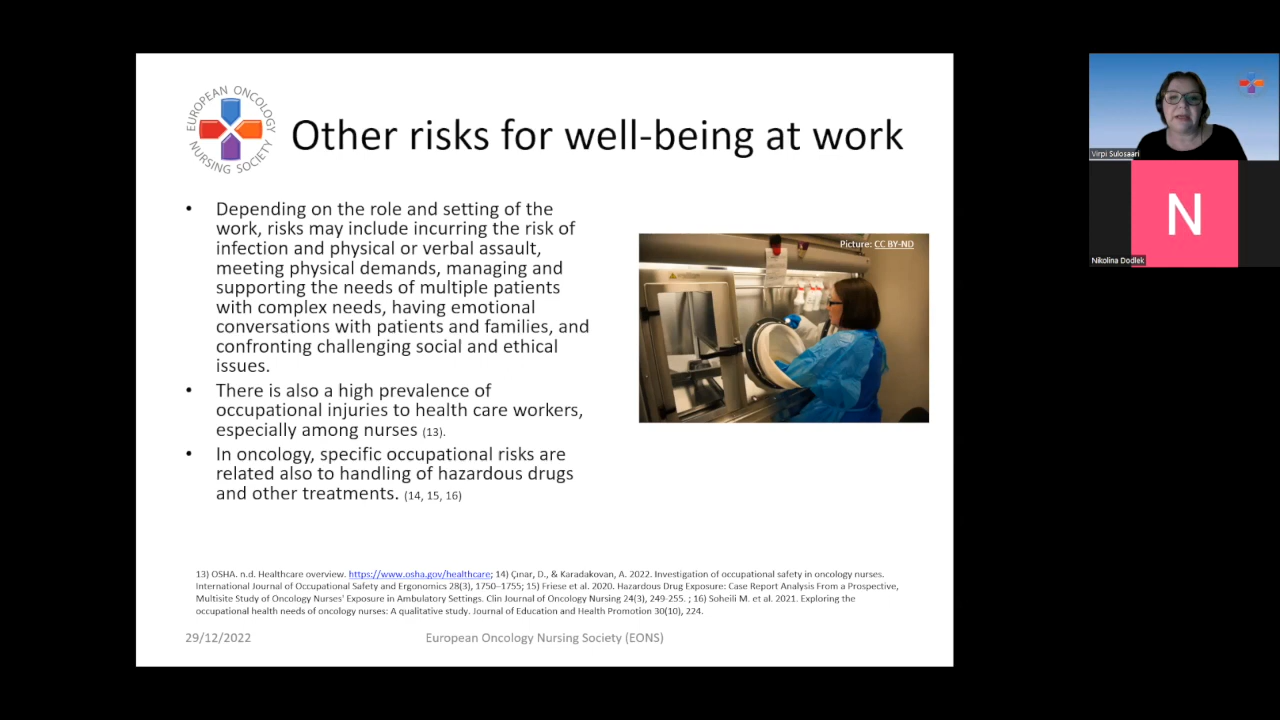 EUROPEAN ONCOLOGY
NURSING SOCIETY
Other risks for well-being at work
• Depending on the role and setting of the
work, risks may include incurring the risk of
infection and physical or verbal assault,
meeting physical demands, managing and
supporting the needs of multiple patients
with complex needs, having emotional
conversations with patients and families, and
confronting challenging social and ethical
issues.
• There is also a high prevalence of
occupational injuries to health care workers,
especially among nurses (13).
• In oncology, specific occupational risks are
related also to handling of hazardous drugs
and other treatments. (14, 15, 16)
Picture: CC BY-ND
13) OSHA. n.d. Healthcare overview. https://www.osha.gov/healthcare; 14) Çınar, D., & Karadakovan, A. 2022. Investigation of occupational safety in oncology nurses.
International Journal of Occupational Safety and Ergonomics 28(3), 1750–1755; 15) Friese et al. 2020. Hazardous Drug Exposure: Case Report Analysis From a Prospective,
Multisite Study of Oncology Nurses' Exposure in Ambulatory Settings. Clin Journal of Oncology Nursing 24(3), 249-255. ; 16) Soheili M. et al. 2021. Exploring the
occupational health needs of oncology nurses: A qualitative study. Journal of Education and Health Promotion 30(10), 224.
29/12/2022
European Oncology Nursing Society (EONS)
Virpi Sulosaari
N
Nikolina Dodlek